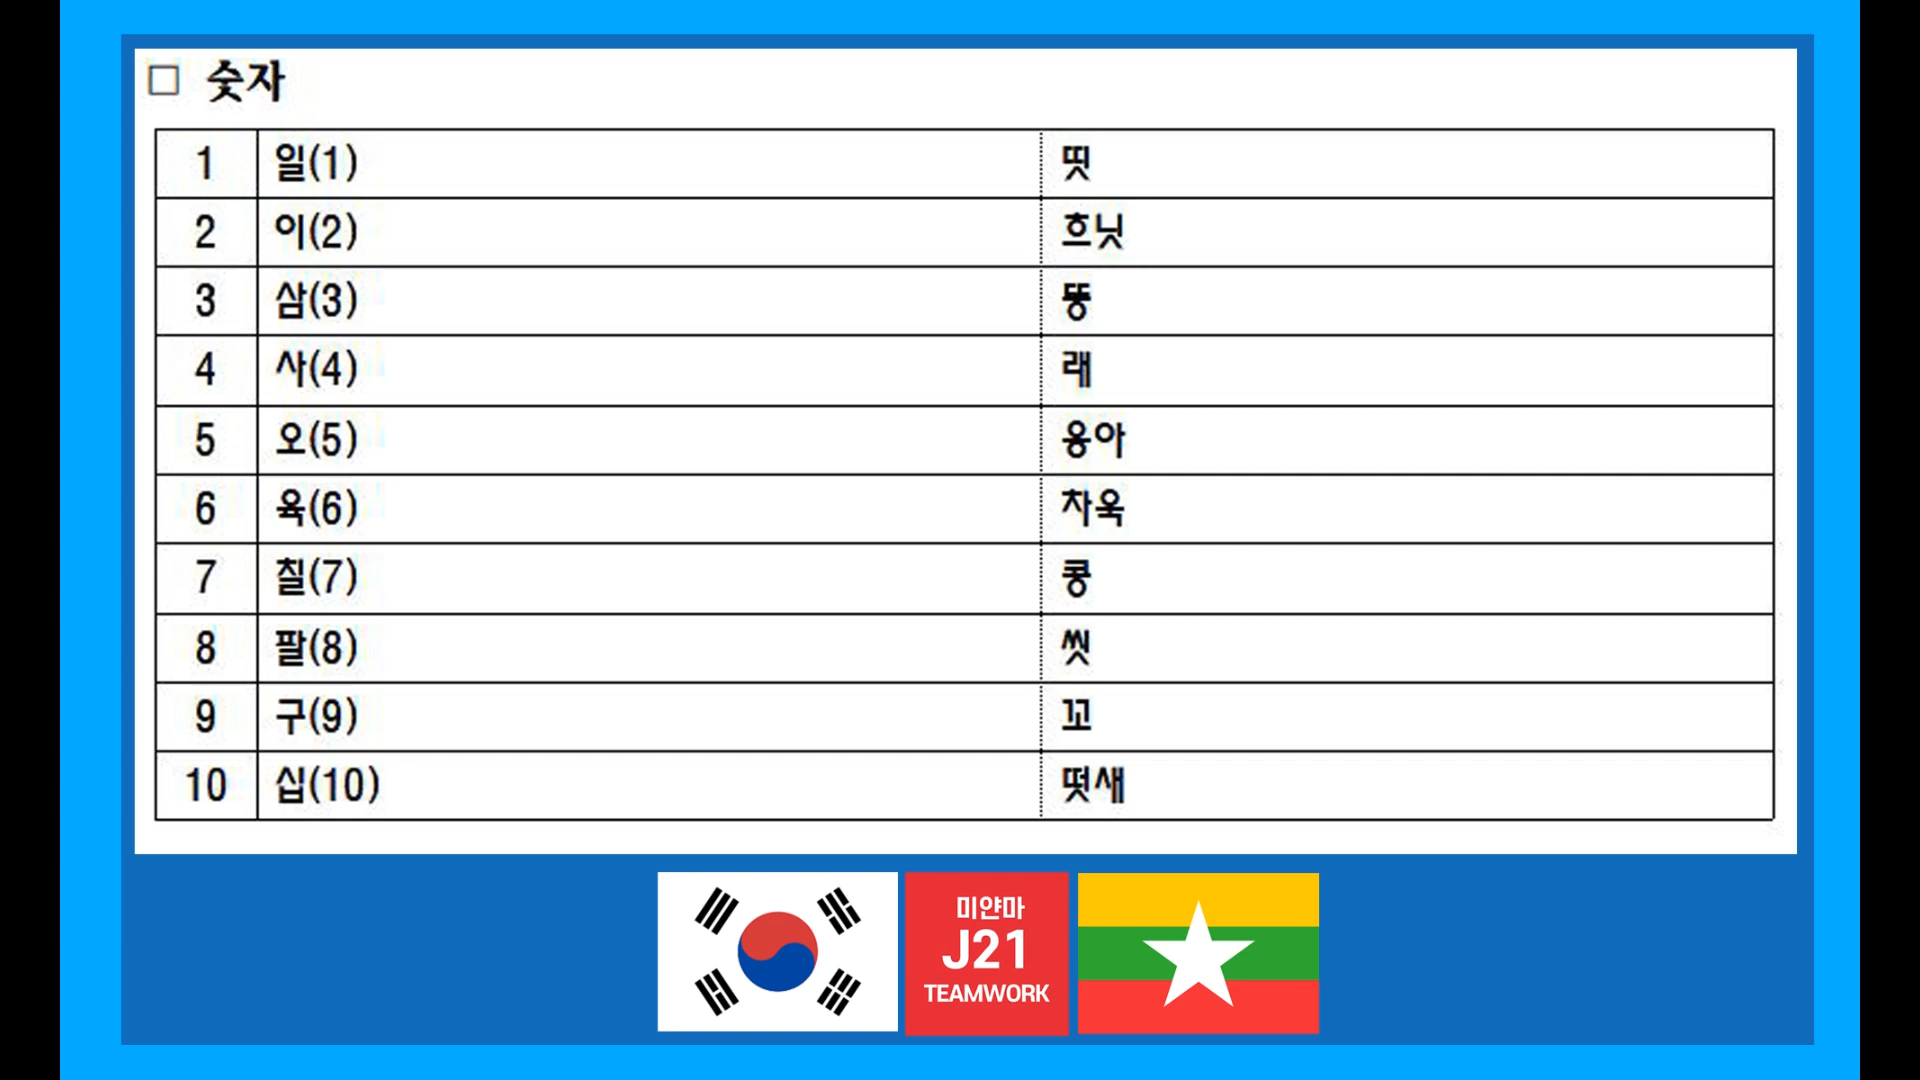 □ 숫자
1 일(1) 띳
2 이(2) 흐닛
3 삼(3) 똥
4 사(4) 래
5 오(5) 응아
6 육(6) 차욱
7 칠(7) 콩
8 팔(8) 씻
9 구(9) 꼬
10 십(10) 떳새
미얀마
J21
TEAMWORK